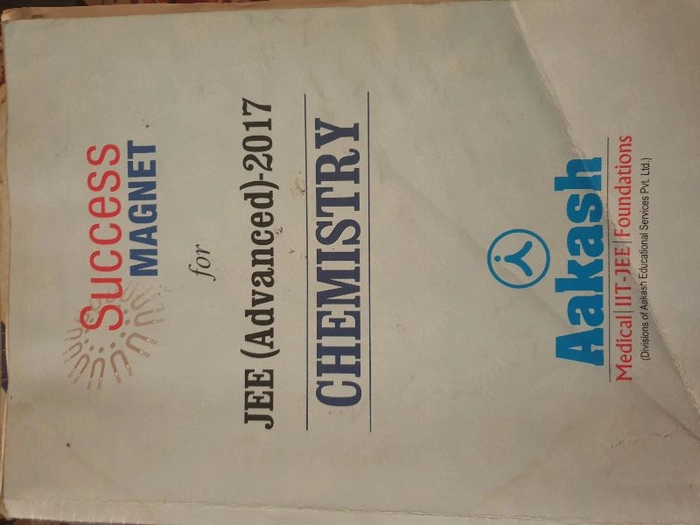 Success
MAGNET
for
JEE (Advanced)-2017
CHEMISTRY
Aakash
Medical|IIT-JEE|Foundations
(Divisions of Aakash Educational Services Pvt. Ltd.)